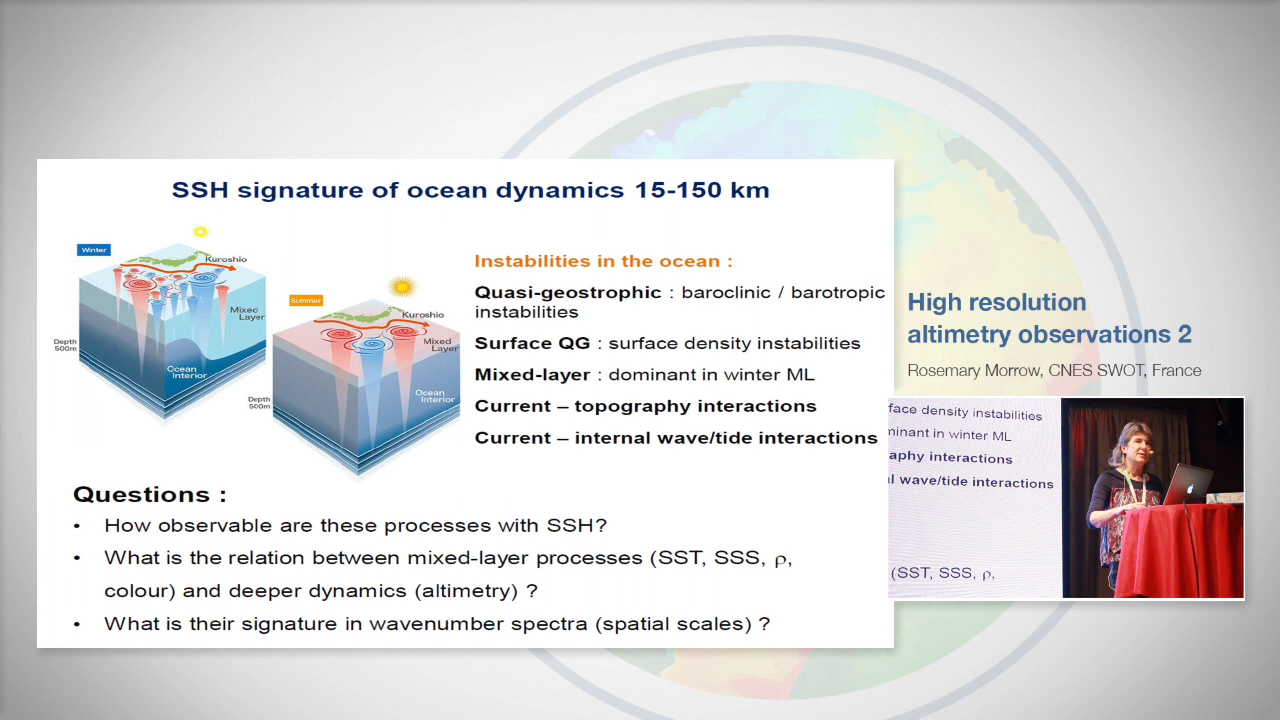 SSH signature of ocean dynamics 15-150 km
Winter
Kuroshio
Mixed
Layer
Depth
500m
Ocean
Interior
Summer
Kuroshio
Mixed
Layer
Depth
500m
Ocean
Interior
Instabilities in the ocean :
Quasi-geostrophic : baroclinic / barotropic
instabilities
Surface QG : surface density instabilities
Mixed-layer : dominant in winter ML
Current – topography interactions
Current – internal wave/tide interactions
Questions :
• How observable are these processes with SSH?
• What is the relation between mixed-layer processes (SST, SSS, ρ,
colour) and deeper dynamics (altimetry) ?
• What is their signature in wavenumber spectra (spatial scales) ?
High resolution
altimetry observations 2
Rosemary Morrow, CNES SWOT, France
face density instabilities
minant in winter ML
aphy interactions
l wave/tide interactions
(SST, SSS, ρ,